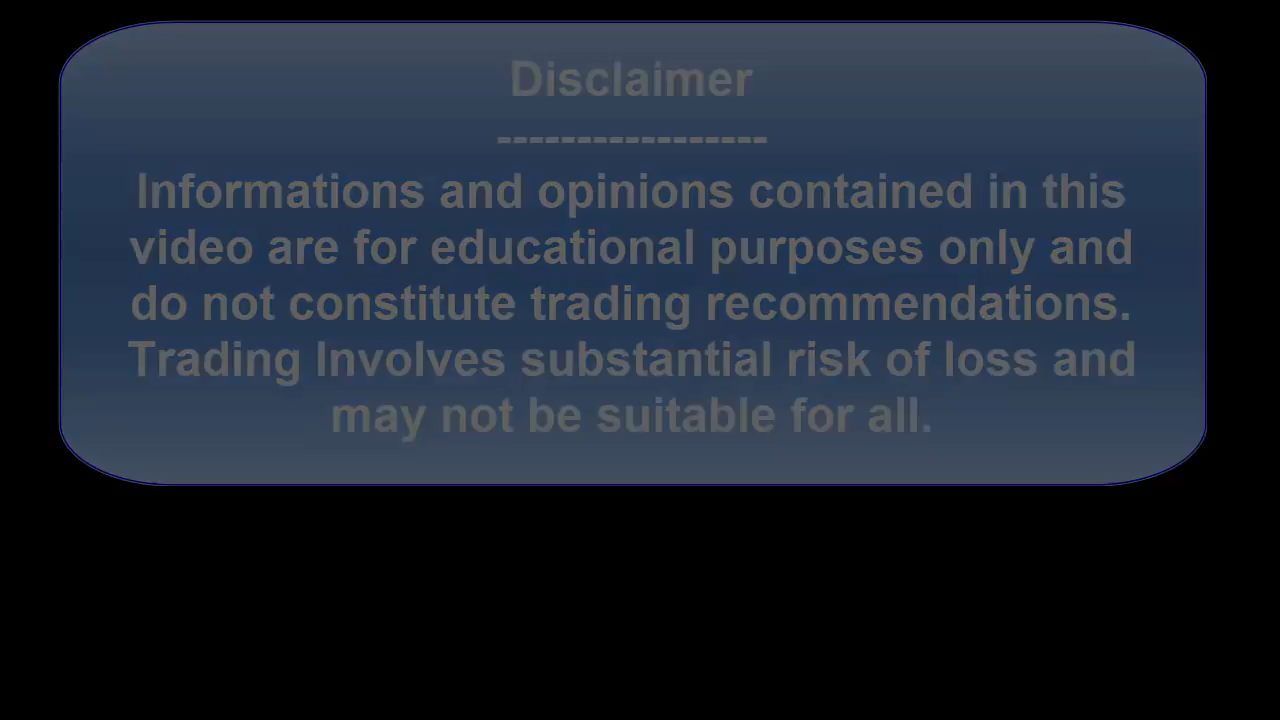 Disclaimer
-----------------
Informations and opinions contained in this
video are for educational purposes only and
do not constitute trading recommendations.
Trading Involves substantial risk of loss and
may not be suitable for all.